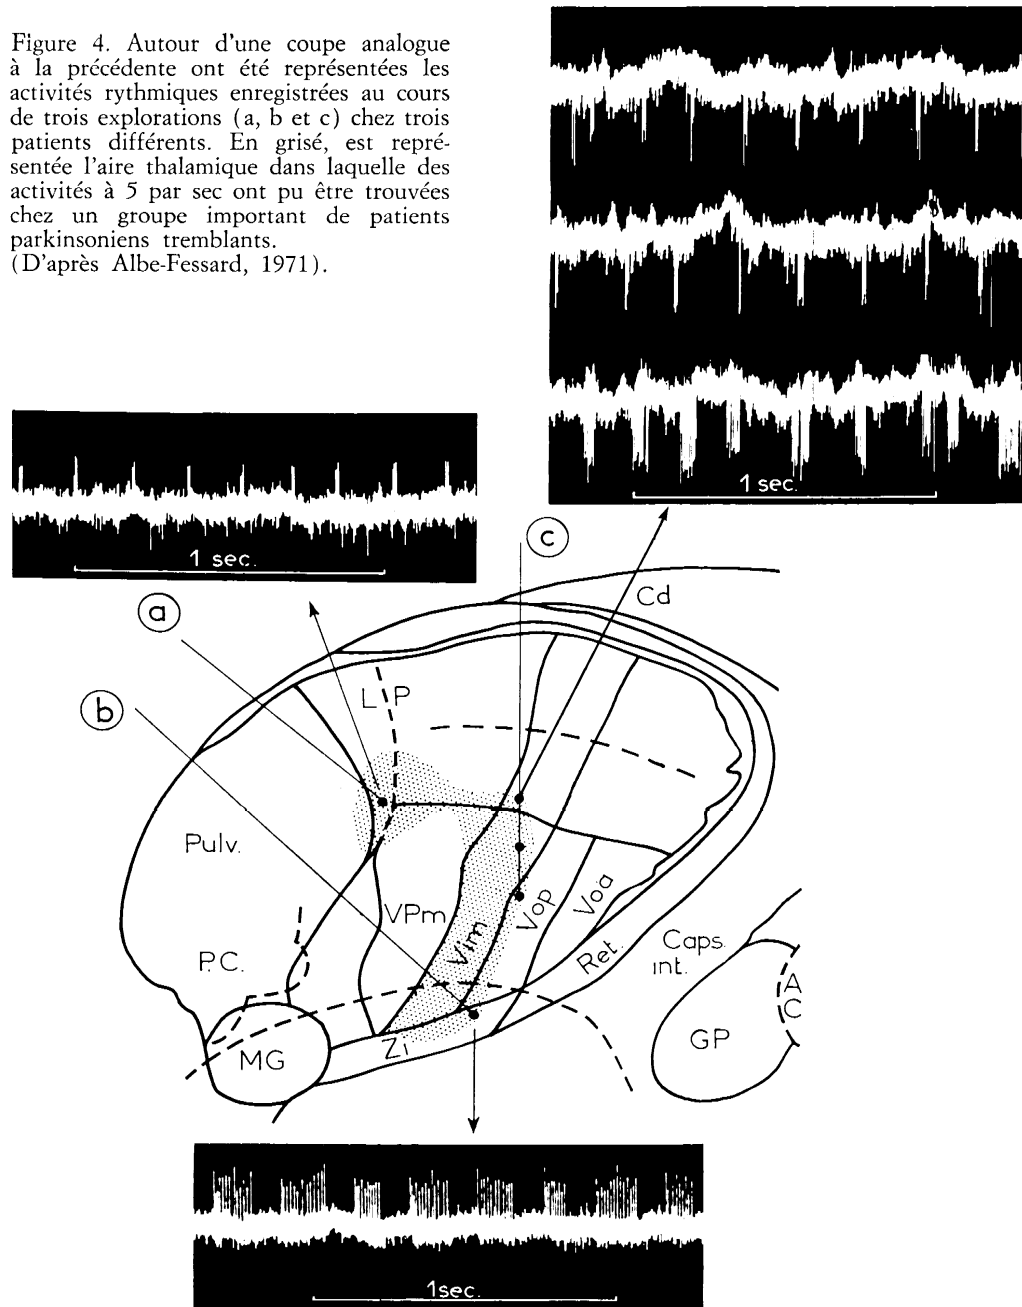 Figure 4. Autour d'une coupe analogue
à la précédente ont été représentées les
activités rythmiques enregistrées au cours
de trois explorations (a, b et c) chez trois
patients différents. En grisé, est repré-
sentée l'aire thalamique dans laquelle des
activités à 5 par sec ont pu être trouvées
chez un groupe important de patients
parkinsoniens tremblants.
(D'après Albe-Fessard, 1971).
1 sec.
1 sec.
c
a
b
Cd
LP
Pulv.
VPm
Vim
Vop
Voa
Ret.
Caps.
int.
P.C.
MG
Zi
GP
A
C
1sec.